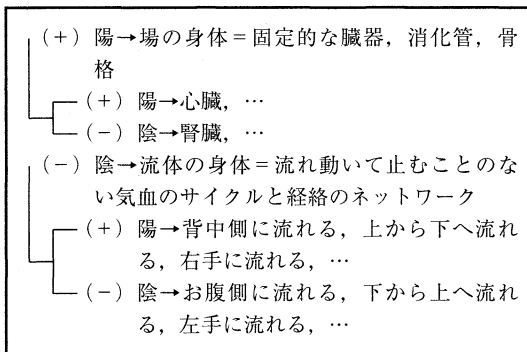 (+) 陽→場の身体=固定的な臓器，消化管，骨
格
(+) 陽→心臓，…
(−) 陰→腎臓，…
(−) 陰→流体の身体=流れ動いて止むことのな
い気血のサイクルと経絡のネットワーク
(+) 陽→背中側に流れる，上から下へ流れ
る，右手に流れる，…
(−) 陰→お腹側に流れる，下から上へ流れ
る，左手に流れる，…